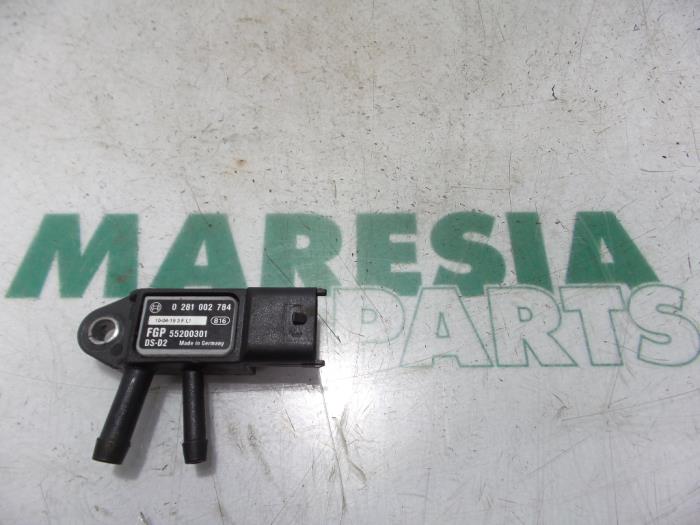 MARESIA
PARTS
0 281 002 784
816
FGP 55200301
DS-D2 Made in Germany